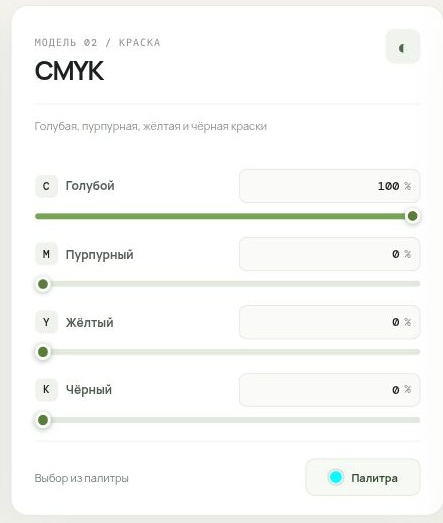 МОДЕЛЬ 02 / КРАСКА
CMYK
Голубая, пурпурная, жёлтая и чёрная краски
C Голубой 100 %
M Пурпурный 0 %
Y Жёлтый 0 %
K Чёрный 0 %
Выбор из палитры Палитра